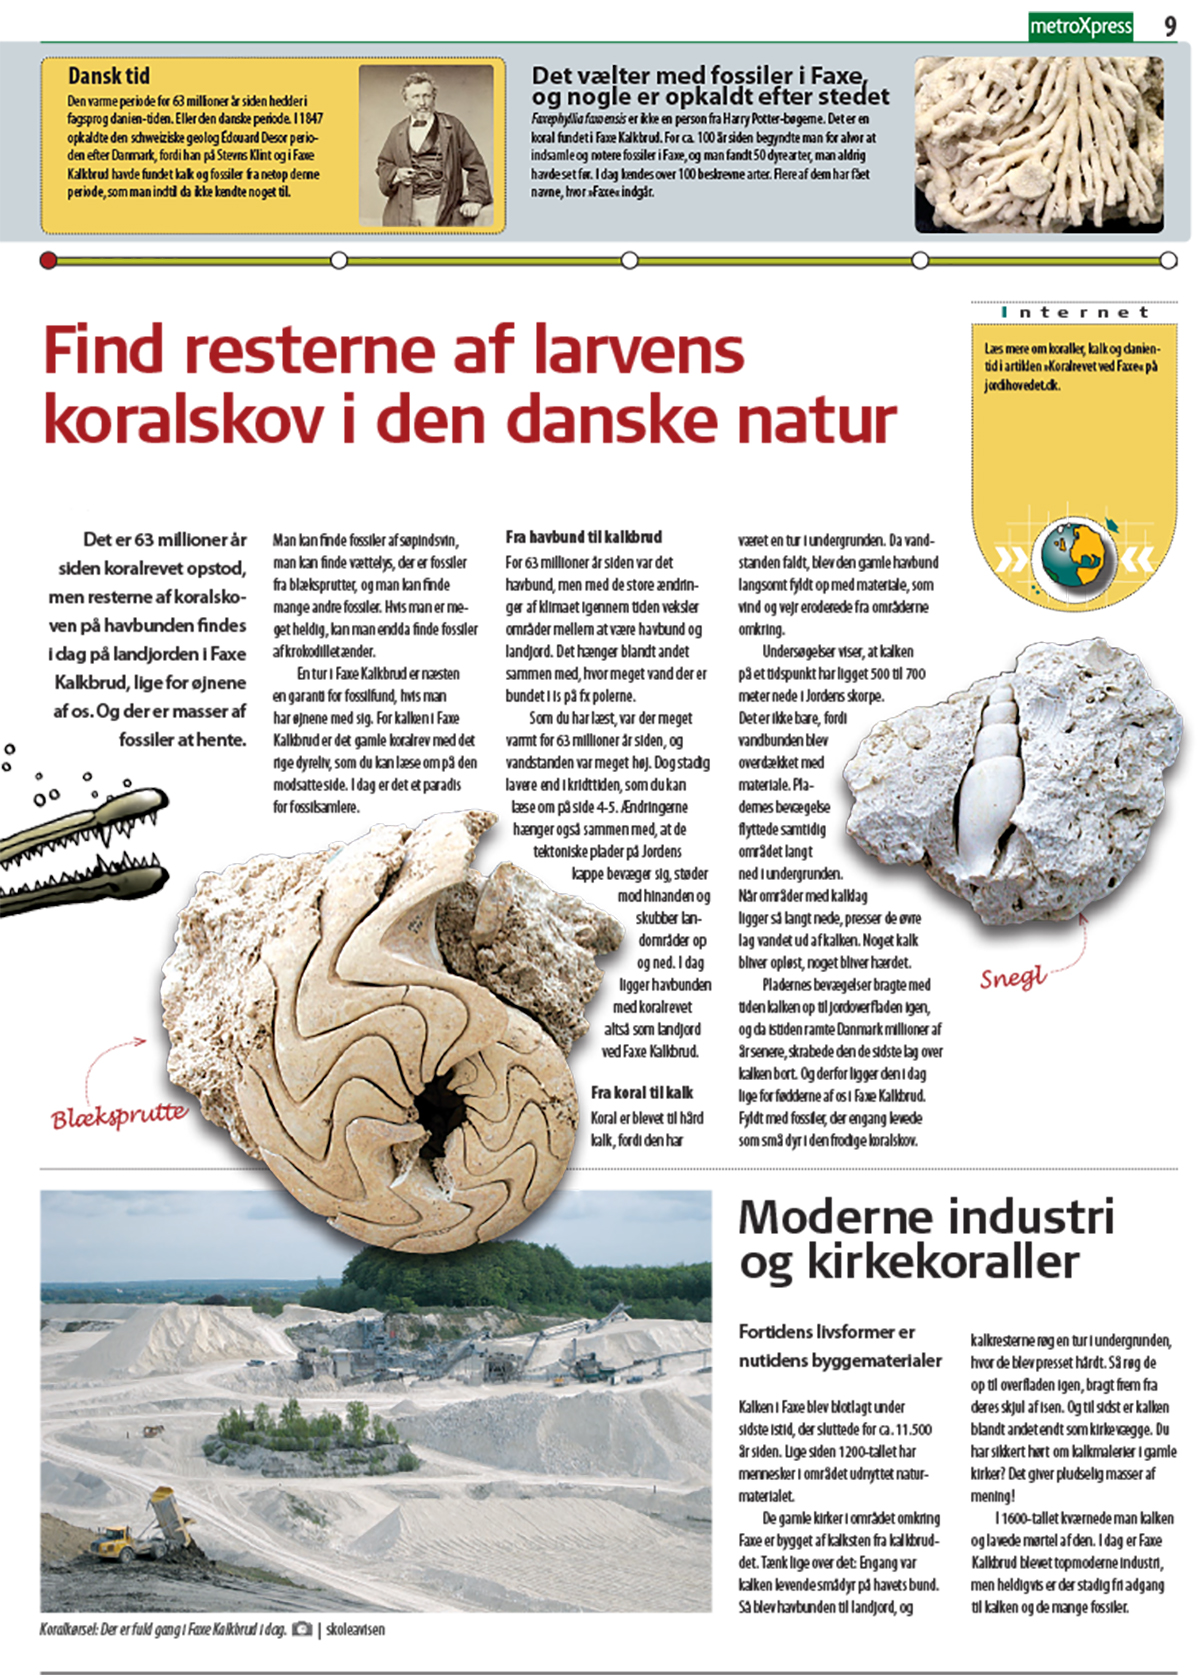 metroXpress 9
Dansk tid
Den varme periode for 63 millioner år siden hedder i
fagsprog danien-tiden. Eller den danske periode. I 1847
opkaldte den schweiziske geolog Édouard Desor perio-
den efter Danmark, fordi han på Stevns Klint og i Faxe
Kalkbrud havde fundet kalk og fossiler fra netop denne
periode, som man indtil da ikke kendte noget til.
Det vælter med fossiler i Faxe,
og nogle er opkaldt efter stedet
Faxephyllia faxoensis er ikke en person fra Harry Potter-bøgerne. Det er en
koral fundet i Faxe Kalkbrud. For ca. 100 år siden begyndte man for alvor at
indsamle og notere fossiler i Faxe, og man fandt 50 dyrearter, man aldrig
havde set før. I dag kendes over 100 beskrevne arter. Flere af dem har fået
navne, hvor »Faxe« indgår.
Find resterne af larvens
koralskov i den danske natur
Internet
Læs mere om koraller, kalk og danien-
tid i artiklen »Koralrevet ved Faxe« på
jordihovedet.dk.
Det er 63 millioner år
siden koralrevet opstod,
men resterne af koralsko-
ven på havbunden findes
i dag på landjorden i Faxe
Kalkbrud, lige for øjnene
af os. Og der er masser af
fossiler at hente.
Man kan finde fossiler af søpindsvin,
man kan finde vættelys, der er fossiler
fra blæksprutter, og man kan finde
mange andre fossiler. Hvis man er me-
get heldig, kan man endda finde fossiler
af krokodilletænder.
En tur i Faxe Kalkbrud er næsten
en garanti for fossilfund, hvis man
har øjnene med sig. For kalken i Faxe
Kalkbrud er det gamle koralrev med det
rige dyreliv, som du kan læse om på den
modsatte side. I dag er det et paradis
for fossilsamlere.
Fra havbund til kalkbrud
For 63 millioner år siden var det
havbund, men med de store ændrin-
ger af klimaet igennem tiden veksler
områder mellem at være havbund og
landjord. Det hænger blandt andet
sammen med, hvor meget vand der er
bundet i is på fx polerne.
Som du har læst, var der meget
varmt for 63 millioner år siden, og
vandstanden var meget høj. Dog stadig
lavere end i kridttiden, som du kan
læse om på side 4-5. Ændringerne
hænger også sammen med, at de
tektoniske plader på Jordens
kappe bevæger sig, støder
mod hinanden og
skubber lan-
dområder op
og ned. I dag
ligger havbunden
med koralrevet
altså som landjord
ved Faxe Kalkbrud.
Fra koral til kalk
Koral er blevet til hård
kalk, fordi den har
været en tur i undergrunden. Da vand-
standen faldt, blev den gamle havbund
langsomt fyldt op med materiale, som
vind og vejr eroderede fra områderne
omkring.
Undersøgelser viser, at kalken
på et tidspunkt har ligget 500 til 700
meter nede i Jordens skorpe.
Det er ikke bare, fordi
vandbunden blev
overdækket med
materiale. Pla-
dernes bevægelse
flyttede samtidig
området langt
ned i undergrunden.
Når områder med kalklag
ligger så langt nede, presser de øvre
lag vandet ud af kalken. Noget kalk
bliver opløst, noget bliver hærdet.
Pladernes bevægelser bragte med
tiden kalken op til jordoverfladen igen,
og da istiden ramte Danmark millioner af
år senere, skrabede den de sidste lag over
kalken bort. Og derfor ligger den i dag
lige for fødderne af os i Faxe Kalkbrud.
Fyldt med fossiler, der engang levede
som små dyr i den frodige koralskov.
Snegl
Blæksprutte
Koralkørsel: Der er fuld gang i Faxe Kalkbrud i dag. | skoleavisen
Moderne industri
og kirkekoraller
Fortidens livsformer er
nutidens byggematerialer
Kalken i Faxe blev blotlagt under
sidste istid, der sluttede for ca. 11.500
år siden. Lige siden 1200-tallet har
mennesker i området udnyttet natur-
materialet.
De gamle kirker i området omkring
Faxe er bygget af kalksten fra kalkbrud-
det. Tænk lige over det: Engang var
kalken levende smådyr på havets bund.
Så blev havbunden til landjord, og
kalkresterne røg en tur i undergrunden,
hvor de blev presset hårdt. Så røg de
op til overfladen igen, bragt frem fra
deres skjul af isen. Og til sidst er kalken
blandt andet endt som kirkevægge. Du
har sikkert hørt om kalkmalerier i gamle
kirker? Det giver pludselig masser af
mening!
I 1600-tallet kværnede man kalken
og lavede mørtel af den. I dag er Faxe
Kalkbrud blevet topmoderne industri,
men heldigvis er der stadig fri adgang
til kalken og de mange fossiler.